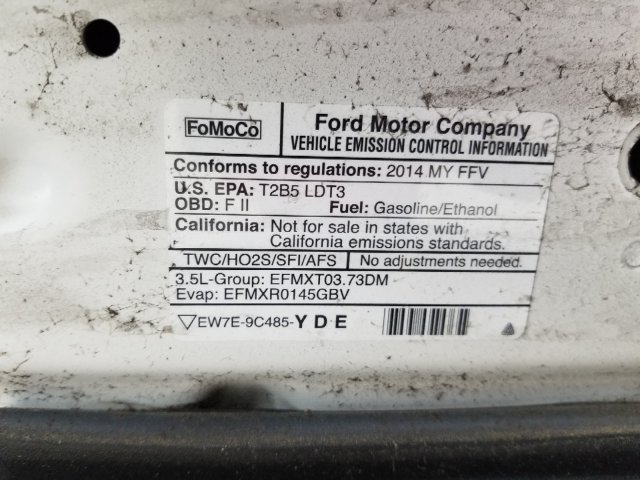 FoMoCo
Ford Motor Company
VEHICLE EMISSION CONTROL INFORMATION
Conforms to regulations: 2014 MY FFV
U.S. EPA: T2B5 LDT3
OBD: F II Fuel: Gasoline/Ethanol
California: Not for sale in states with
California emissions standards.
TWC/HO2S/SFI/AFS No adjustments needed.
3.5L-Group: EFMXT03.73DM
Evap: EFMXR0145GBV
▽EW7E-9C485-Y D E